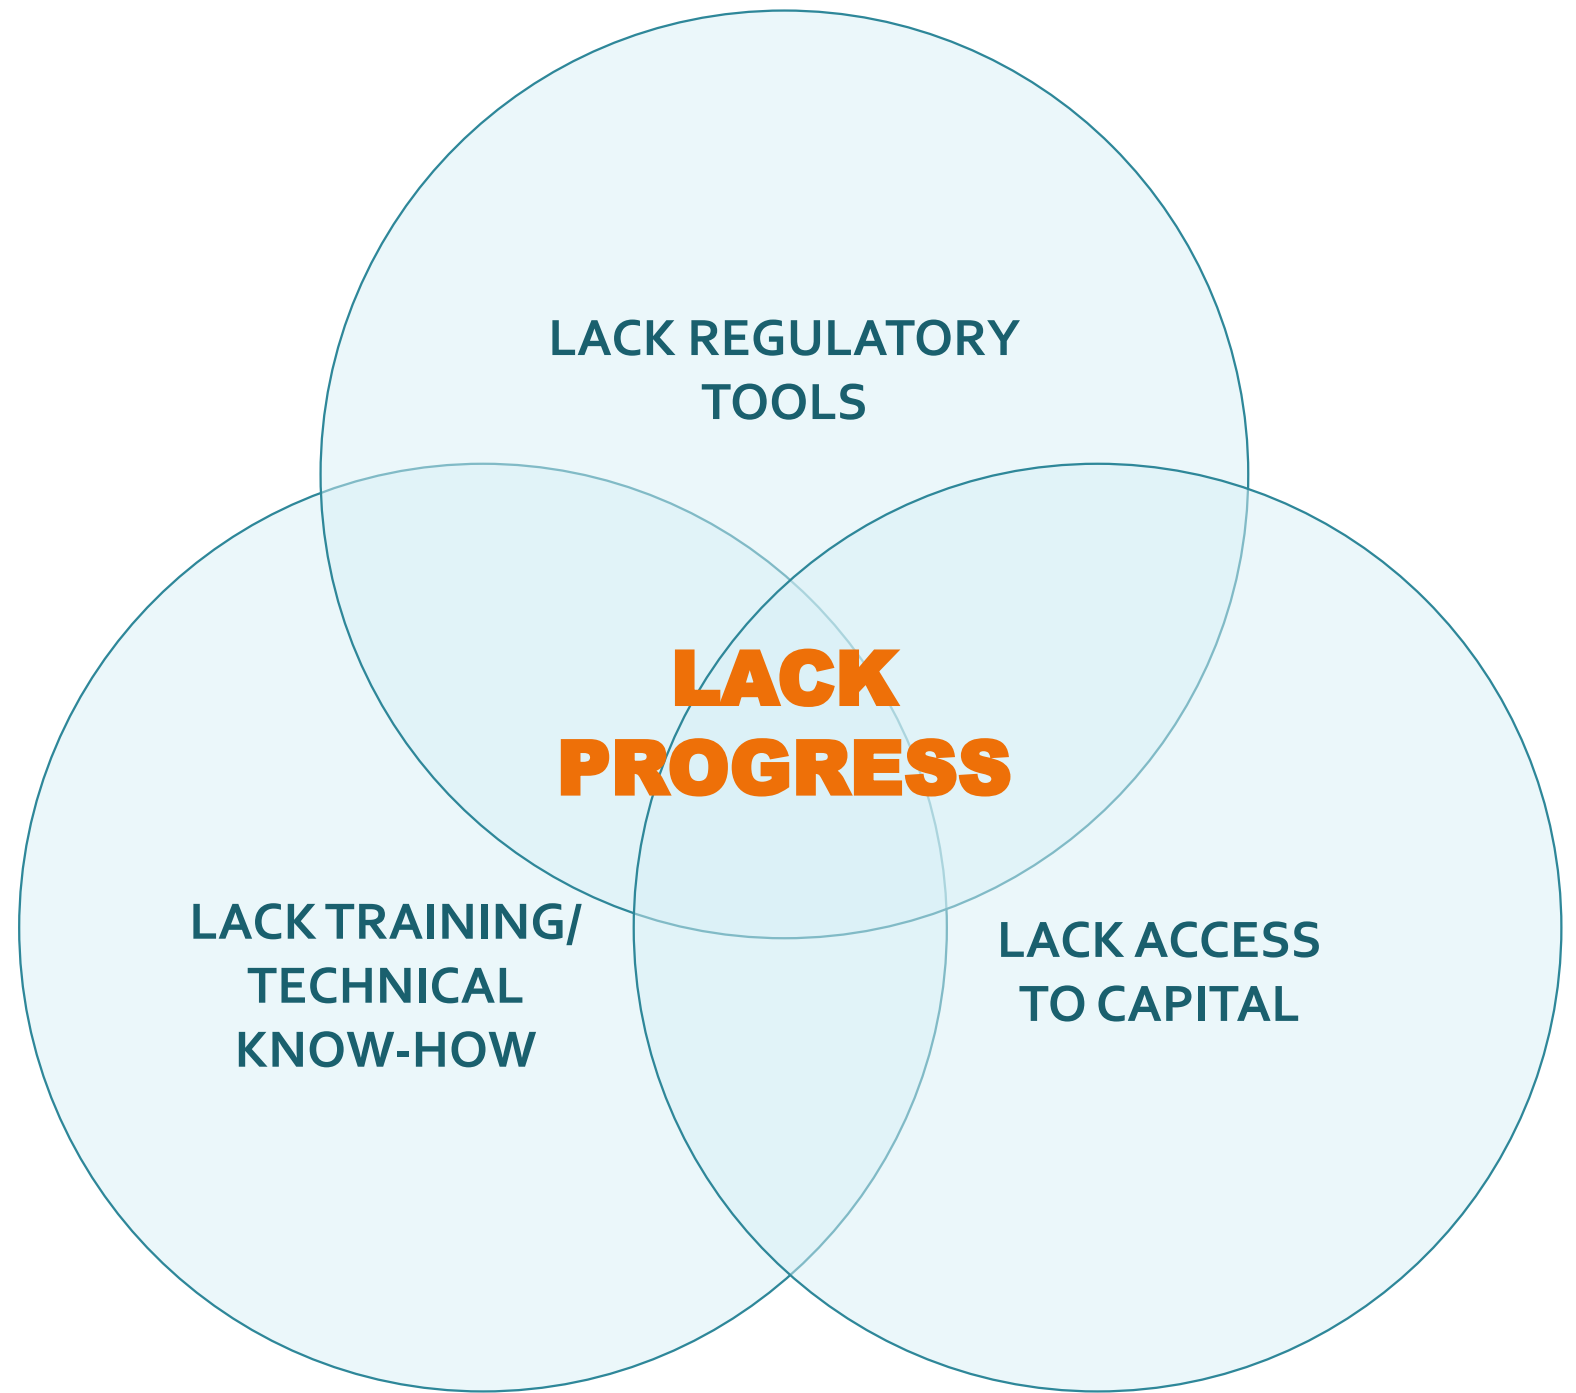 LACK REGULATORY
TOOLS
LACK
PROGRESS
LACK TRAINING/
TECHNICAL
KNOW-HOW
LACK ACCESS
TO CAPITAL